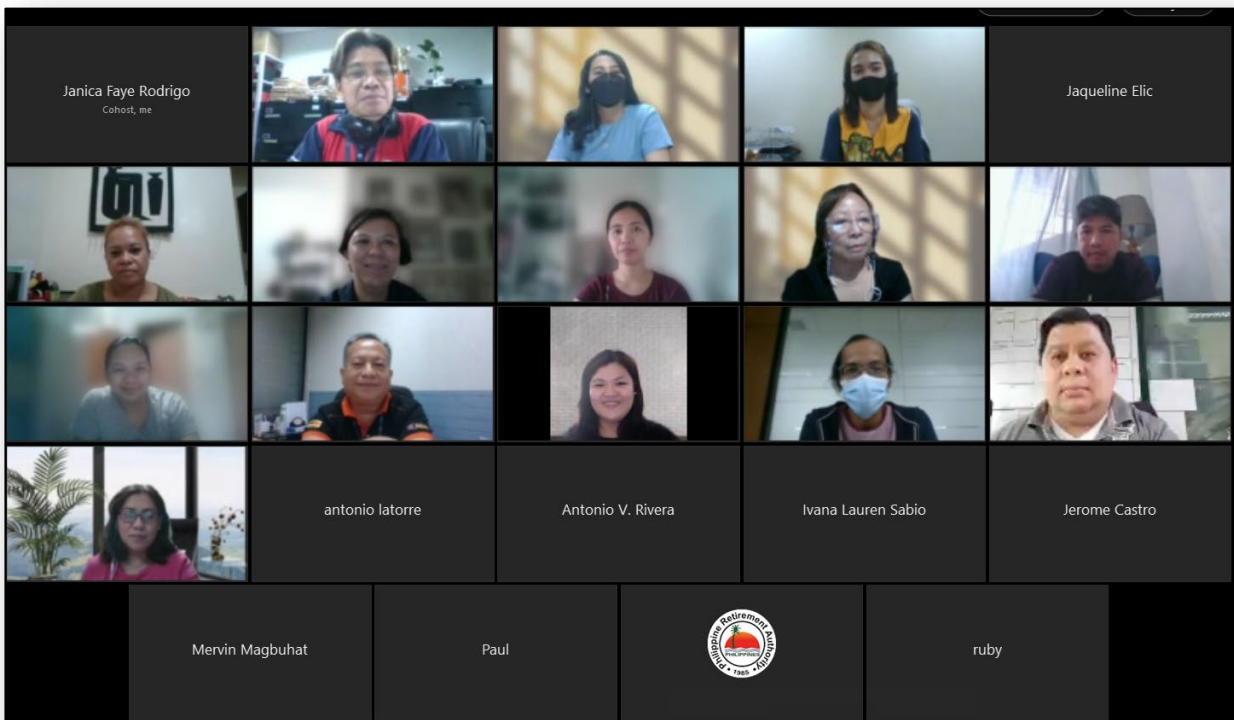 Janica Faye Rodrigo
Cohost, me
Jaqueline Elic
antonio latorre
Antonio V. Rivera
Ivana Lauren Sabio
Jerome Castro
Mervin Magbuhat
Paul
Philippine Retirement Authority
PHILIPPINES
• 1985 •
ruby